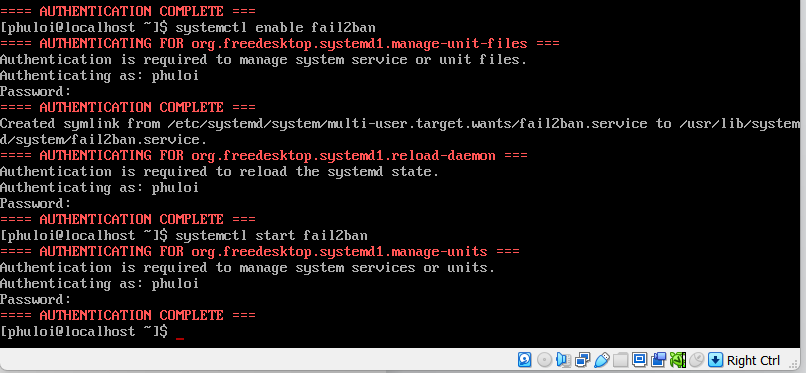 ==== AUTHENTICATION COMPLETE ===
[phuloi@localhost ~]$ systemctl enable fail2ban
==== AUTHENTICATING FOR org.freedesktop.systemd1.manage-unit-files ===
Authentication is required to manage system service or unit files.
Authenticating as: phuloi
Password:
==== AUTHENTICATION COMPLETE ===
Created symlink from /etc/systemd/system/multi-user.target.wants/fail2ban.service to /usr/lib/system
d/system/fail2ban.service.
==== AUTHENTICATING FOR org.freedesktop.systemd1.reload-daemon ===
Authentication is required to reload the systemd state.
Authenticating as: phuloi
Password:
==== AUTHENTICATION COMPLETE ===
[phuloi@localhost ~]$ systemctl start fail2ban
==== AUTHENTICATING FOR org.freedesktop.systemd1.manage-units ===
Authentication is required to manage system services or units.
Authenticating as: phuloi
Password:
==== AUTHENTICATION COMPLETE ===
[phuloi@localhost ~]$ _
Right Ctrl